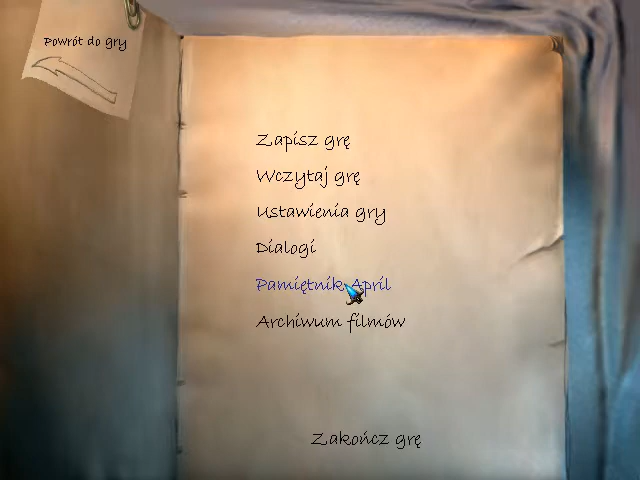 Powrót do gry
Zapisz grę
Wczytaj grę
Ustawienia gry
Dialogi
Pamiętnik April
Archiwum filmów
Zakończ grę